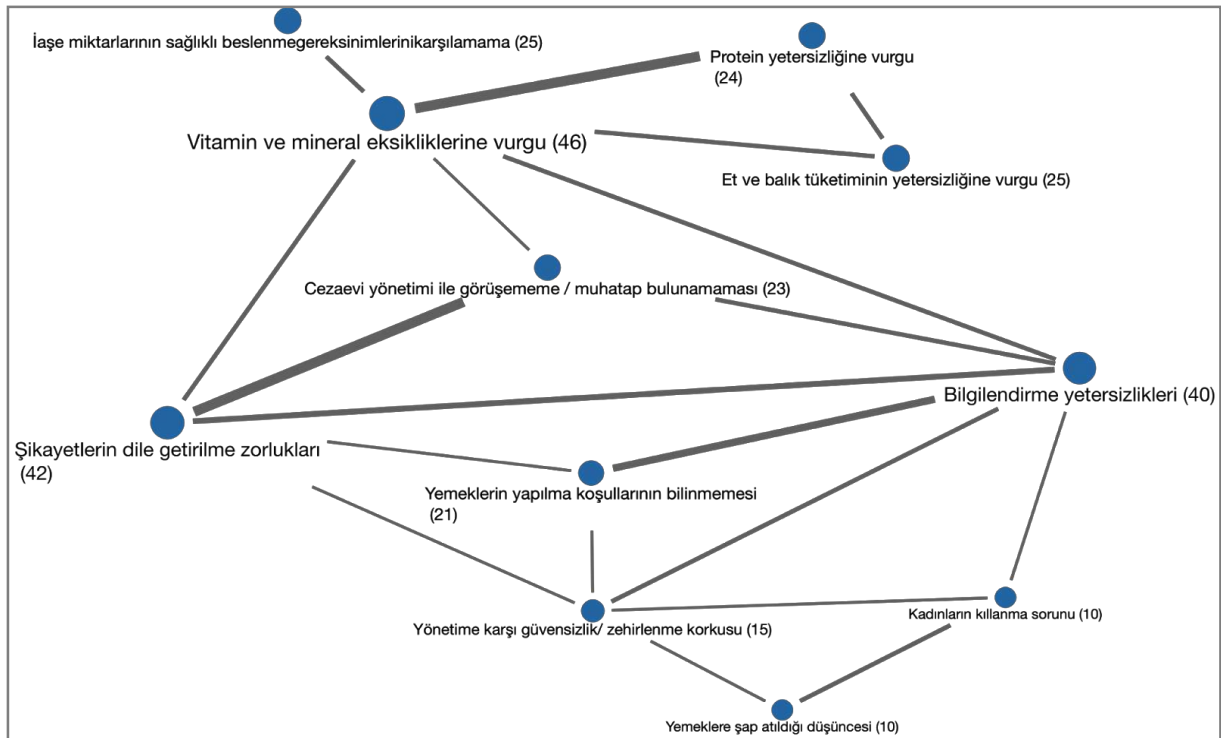 İaşe miktarlarının sağlıklı beslenmegereksinimlerinikarşılamama (25)
Protein yetersizliğine vurgu
(24)
Vitamin ve mineral eksikliklerine vurgu (46)
Et ve balık tüketiminin yetersizliğine vurgu (25)
Cezaevi yönetimi ile görüşememe / muhatap bulunamaması (23)
Bilgilendirme yetersizlikleri (40)
Şikayetlerin dile getirilme zorlukları
(42)
Yemeklerin yapılma koşullarının bilinmemesi
(21)
Kadınların kıllanma sorunu (10)
Yönetime karşı güvensizlik/ zehirlenme korkusu (15)
Yemeklere şap atıldığı düşüncesi (10)